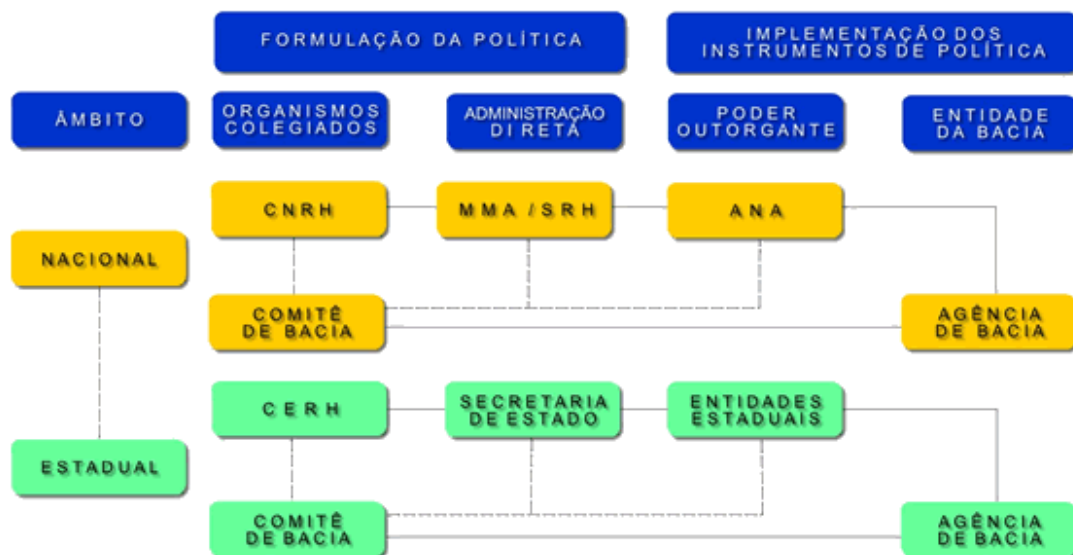 FORMULAÇÃO DA POLÍTICA
IMPLEMENTAÇÃO DOS
INSTRUMENTOS DE POLÍTICA
ÂMBITO
ORGANISMOS
COLEGIADOS
ADMINISTRAÇÃO
DIRETA
PODER
OUTORGANTE
ENTIDADE
DA BACIA
CNRH
MMA / SRH
ANA
NACIONAL
COMITÊ
DE BACIA
AGÊNCIA
DE BACIA
CERH
SECRETARIA
DE ESTADO
ENTIDADES
ESTADUAIS
ESTADUAL
COMITÊ
DE BACIA
AGÊNCIA
DE BACIA